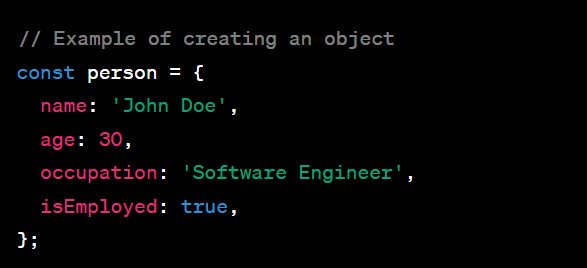 // Example of creating an object
const person = {
  name: 'John Doe',
  age: 30,
  occupation: 'Software Engineer',
  isEmployed: true,
};